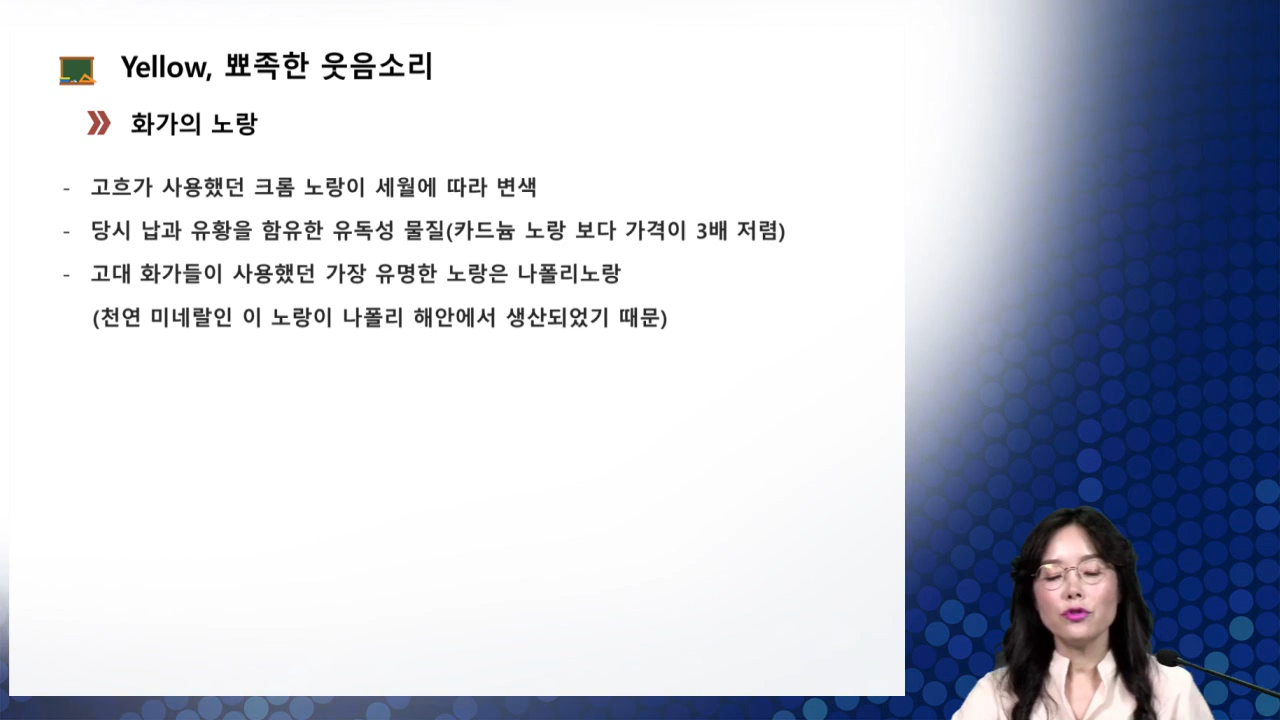 Yellow, 뾰족한 웃음소리
화가의 노랑
- 고흐가 사용했던 크롬 노랑이 세월에 따라 변색
- 당시 납과 유황을 함유한 유독성 물질(카드늄 노랑 보다 가격이 3배 저렴)
- 고대 화가들이 사용했던 가장 유명한 노랑은 나폴리노랑
(천연 미네랄인 이 노랑이 나폴리 해안에서 생산되었기 때문)